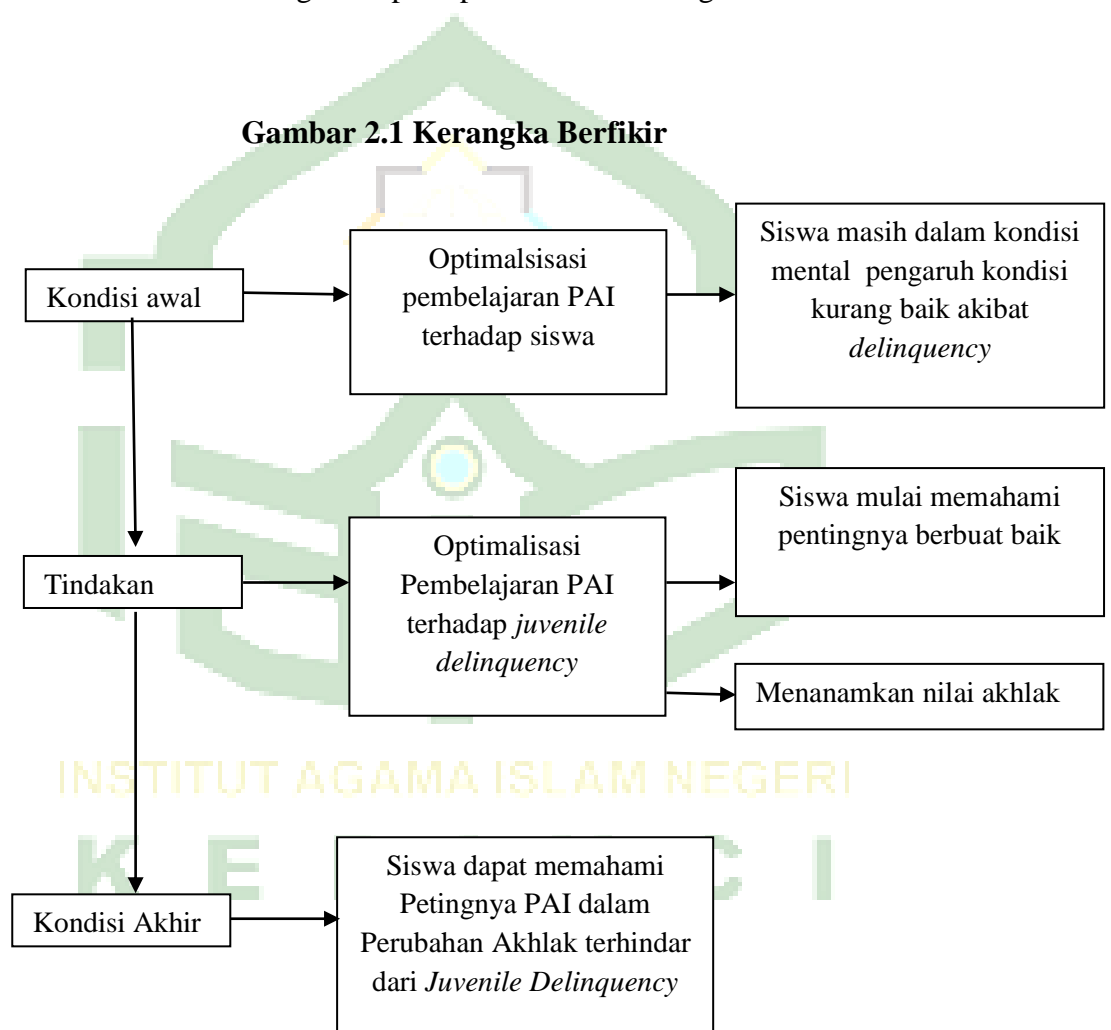 Gambar 2.1 Kerangka Berfikir
Kondisi awal
Optimalsisasi
pembelajaran PAI
terhadap siswa
Siswa masih dalam kondisi
mental pengaruh kondisi
kurang baik akibat
delinquency
Tindakan
Optimalisasi
Pembelajaran PAI
terhadap juvenile
delinquency
Siswa mulai memahami
pentingnya berbuat baik
Menanamkan nilai akhlak
INSTITUT AGAMA ISLAM NEGERI
K E C I
Kondisi Akhir
Siswa dapat memahami
Petingnya PAI dalam
Perubahan Akhlak terhindar
dari Juvenile Delinquency